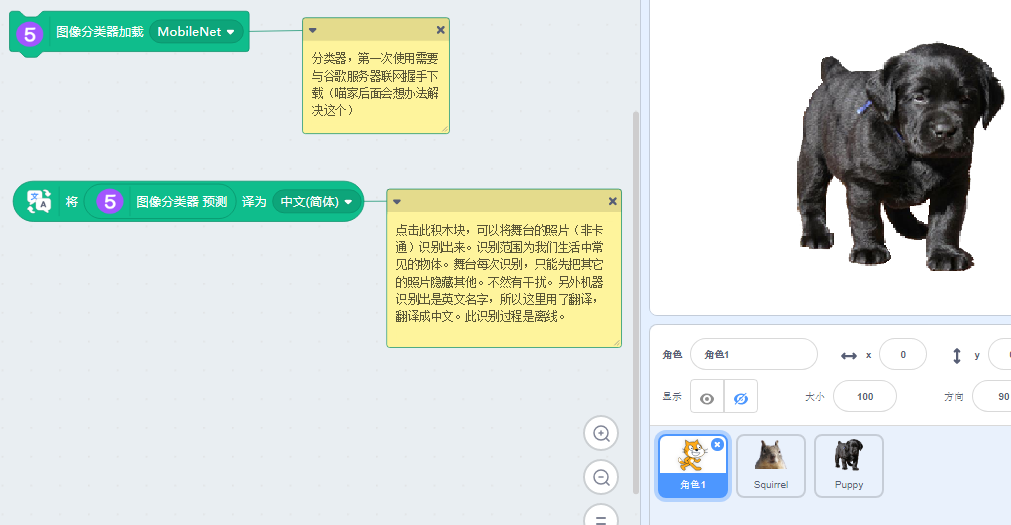 5 图像分类器加载 MobileNet
分类器，第一次使用需要
与谷歌服务器联网握手下
载（喵家后面会想办法解
决这个）
将 5 图像分类器 预测 译为 中文(简体)
点击此积木块，可以将舞台的照片（非卡
通）识别出来。识别范围为我们生活中常
见的物体。舞台每次识别，只能先把其它
的照片隐藏其他。不然有干扰。另外机器
识别出是英文名字，所以这里用了翻译，
翻译成中文。此识别过程是离线。
角色 角色1 x 0 y
显示 大小 100 方向 90
角色1 Squirrel Puppy